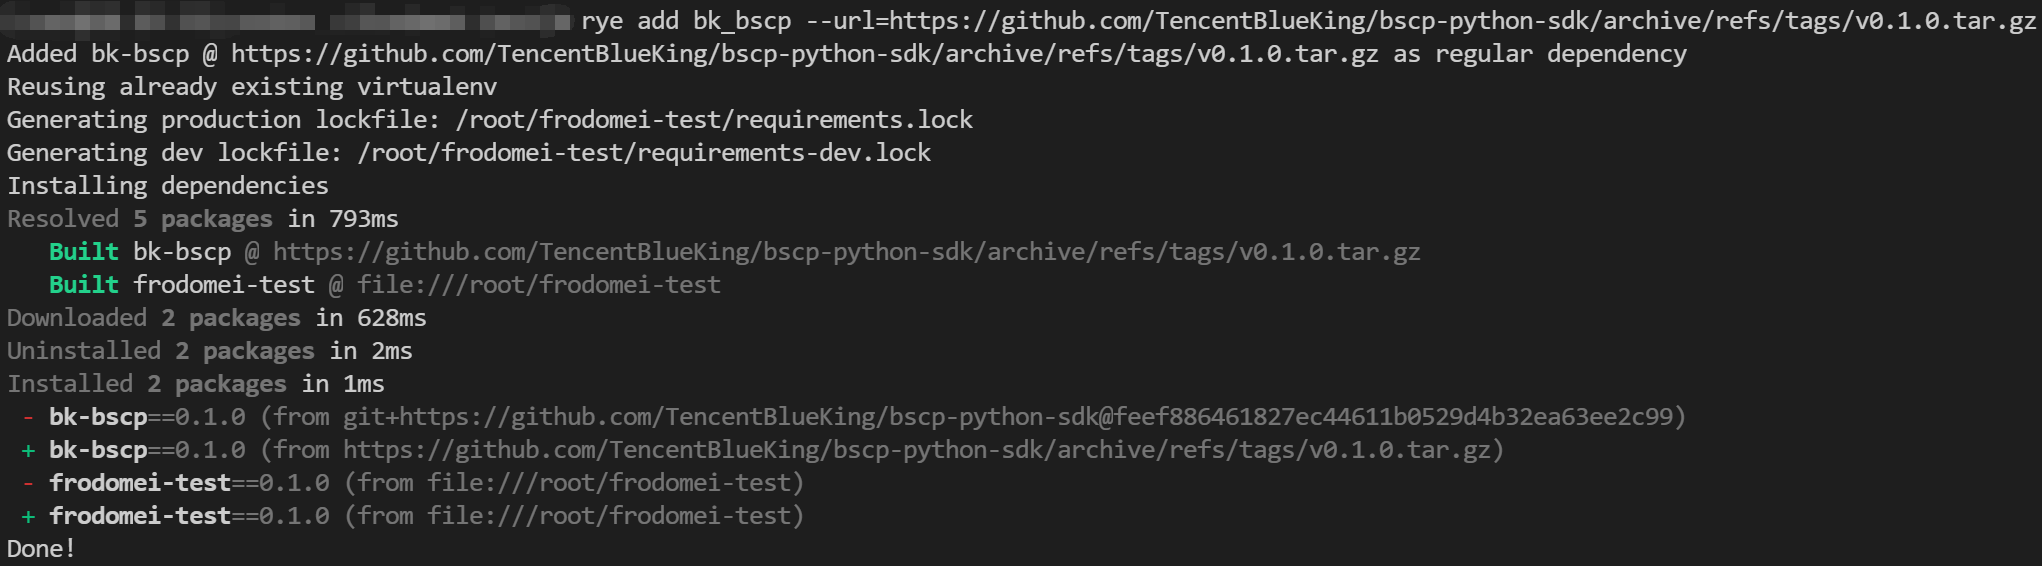 rye add bk_bscp --url=https://github.com/TencentBlueKing/bscp-python-sdk/archive/refs/tags/v0.1.0.tar.gz
Added bk-bscp @ https://github.com/TencentBlueKing/bscp-python-sdk/archive/refs/tags/v0.1.0.tar.gz as regular dependency
Reusing already existing virtualenv
Generating production lockfile: /root/frodomei-test/requirements.lock
Generating dev lockfile: /root/frodomei-test/requirements-dev.lock
Installing dependencies
Resolved 5 packages in 793ms
Built bk-bscp @ https://github.com/TencentBlueKing/bscp-python-sdk/archive/refs/tags/v0.1.0.tar.gz
Built frodomei-test @ file:///root/frodomei-test
Downloaded 2 packages in 628ms
Uninstalled 2 packages in 2ms
Installed 2 packages in 1ms
- bk-bscp==0.1.0 (from git+https://github.com/TencentBlueKing/bscp-python-sdk@feef886461827ec44611b0529d4b32ea63ee2c99)
+ bk-bscp==0.1.0 (from https://github.com/TencentBlueKing/bscp-python-sdk/archive/refs/tags/v0.1.0.tar.gz)
- frodomei-test==0.1.0 (from file:///root/frodomei-test)
+ frodomei-test==0.1.0 (from file:///root/frodomei-test)
Done!